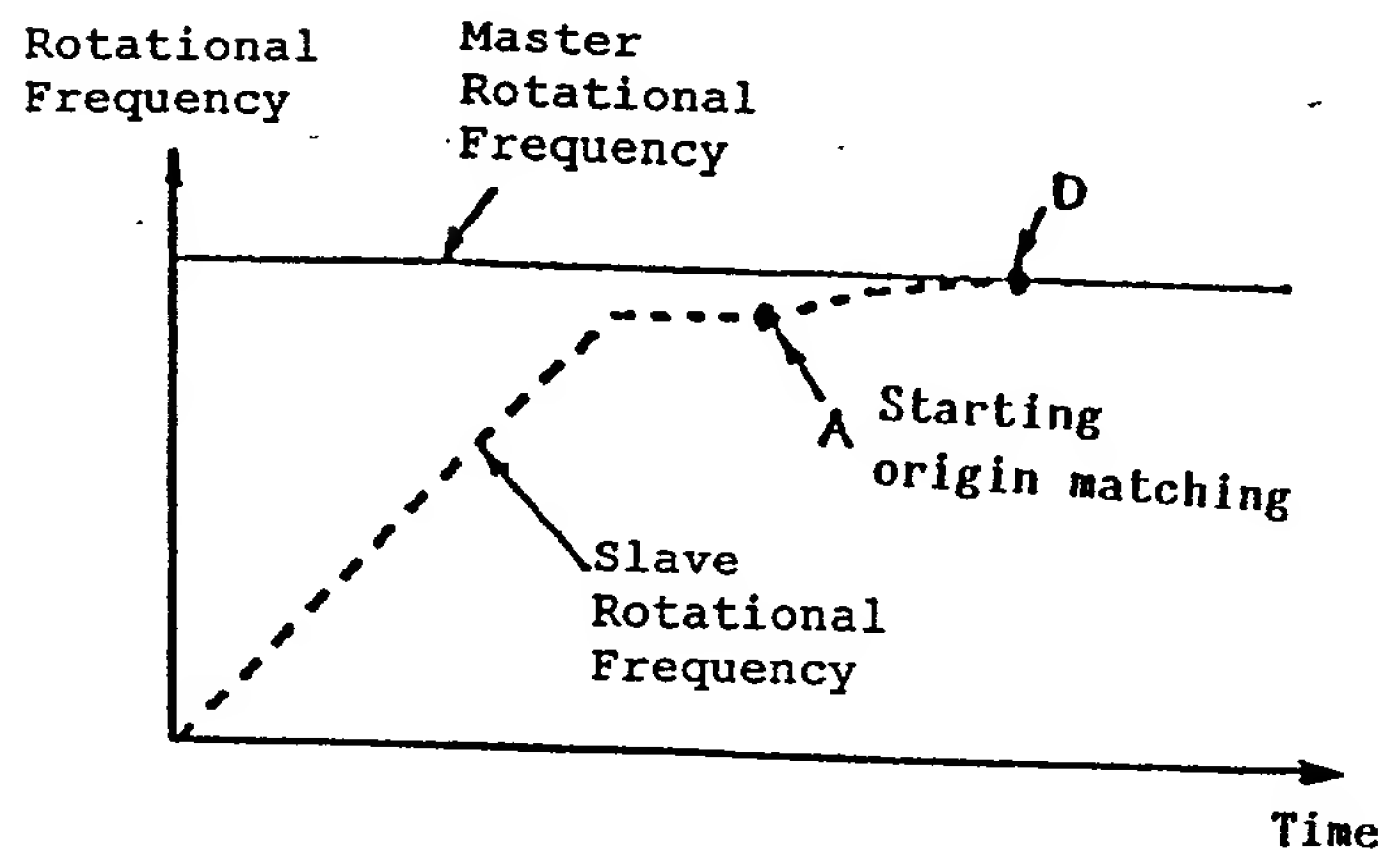 Rotational
Frequency
Master
Rotational
Frequency
D
A
Starting
origin matching
Slave
Rotational
Frequency
Time